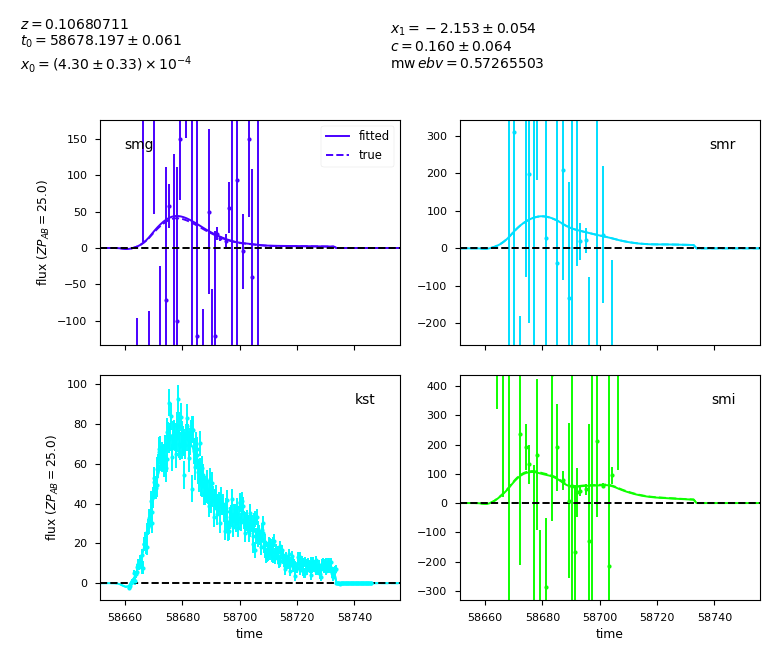 z = 0.10680711
t₀ = 58678.197 ± 0.061
x₀ = (4.30 ± 0.33) × 10⁻⁴
x₁ = −2.153 ± 0.054
c = 0.160 ± 0.064
mw ebv = 0.57265503
smg
fitted
true
150
100
50
0
−50
−100
flux (ZP_AB = 25.0)
smr
300
200
100
0
−100
−200
kst
100
80
60
40
20
0
flux (ZP_AB = 25.0)
58660 58680 58700 58720 58740
time
smi
400
300
200
100
0
−100
−200
−300
58660 58680 58700 58720 58740
time